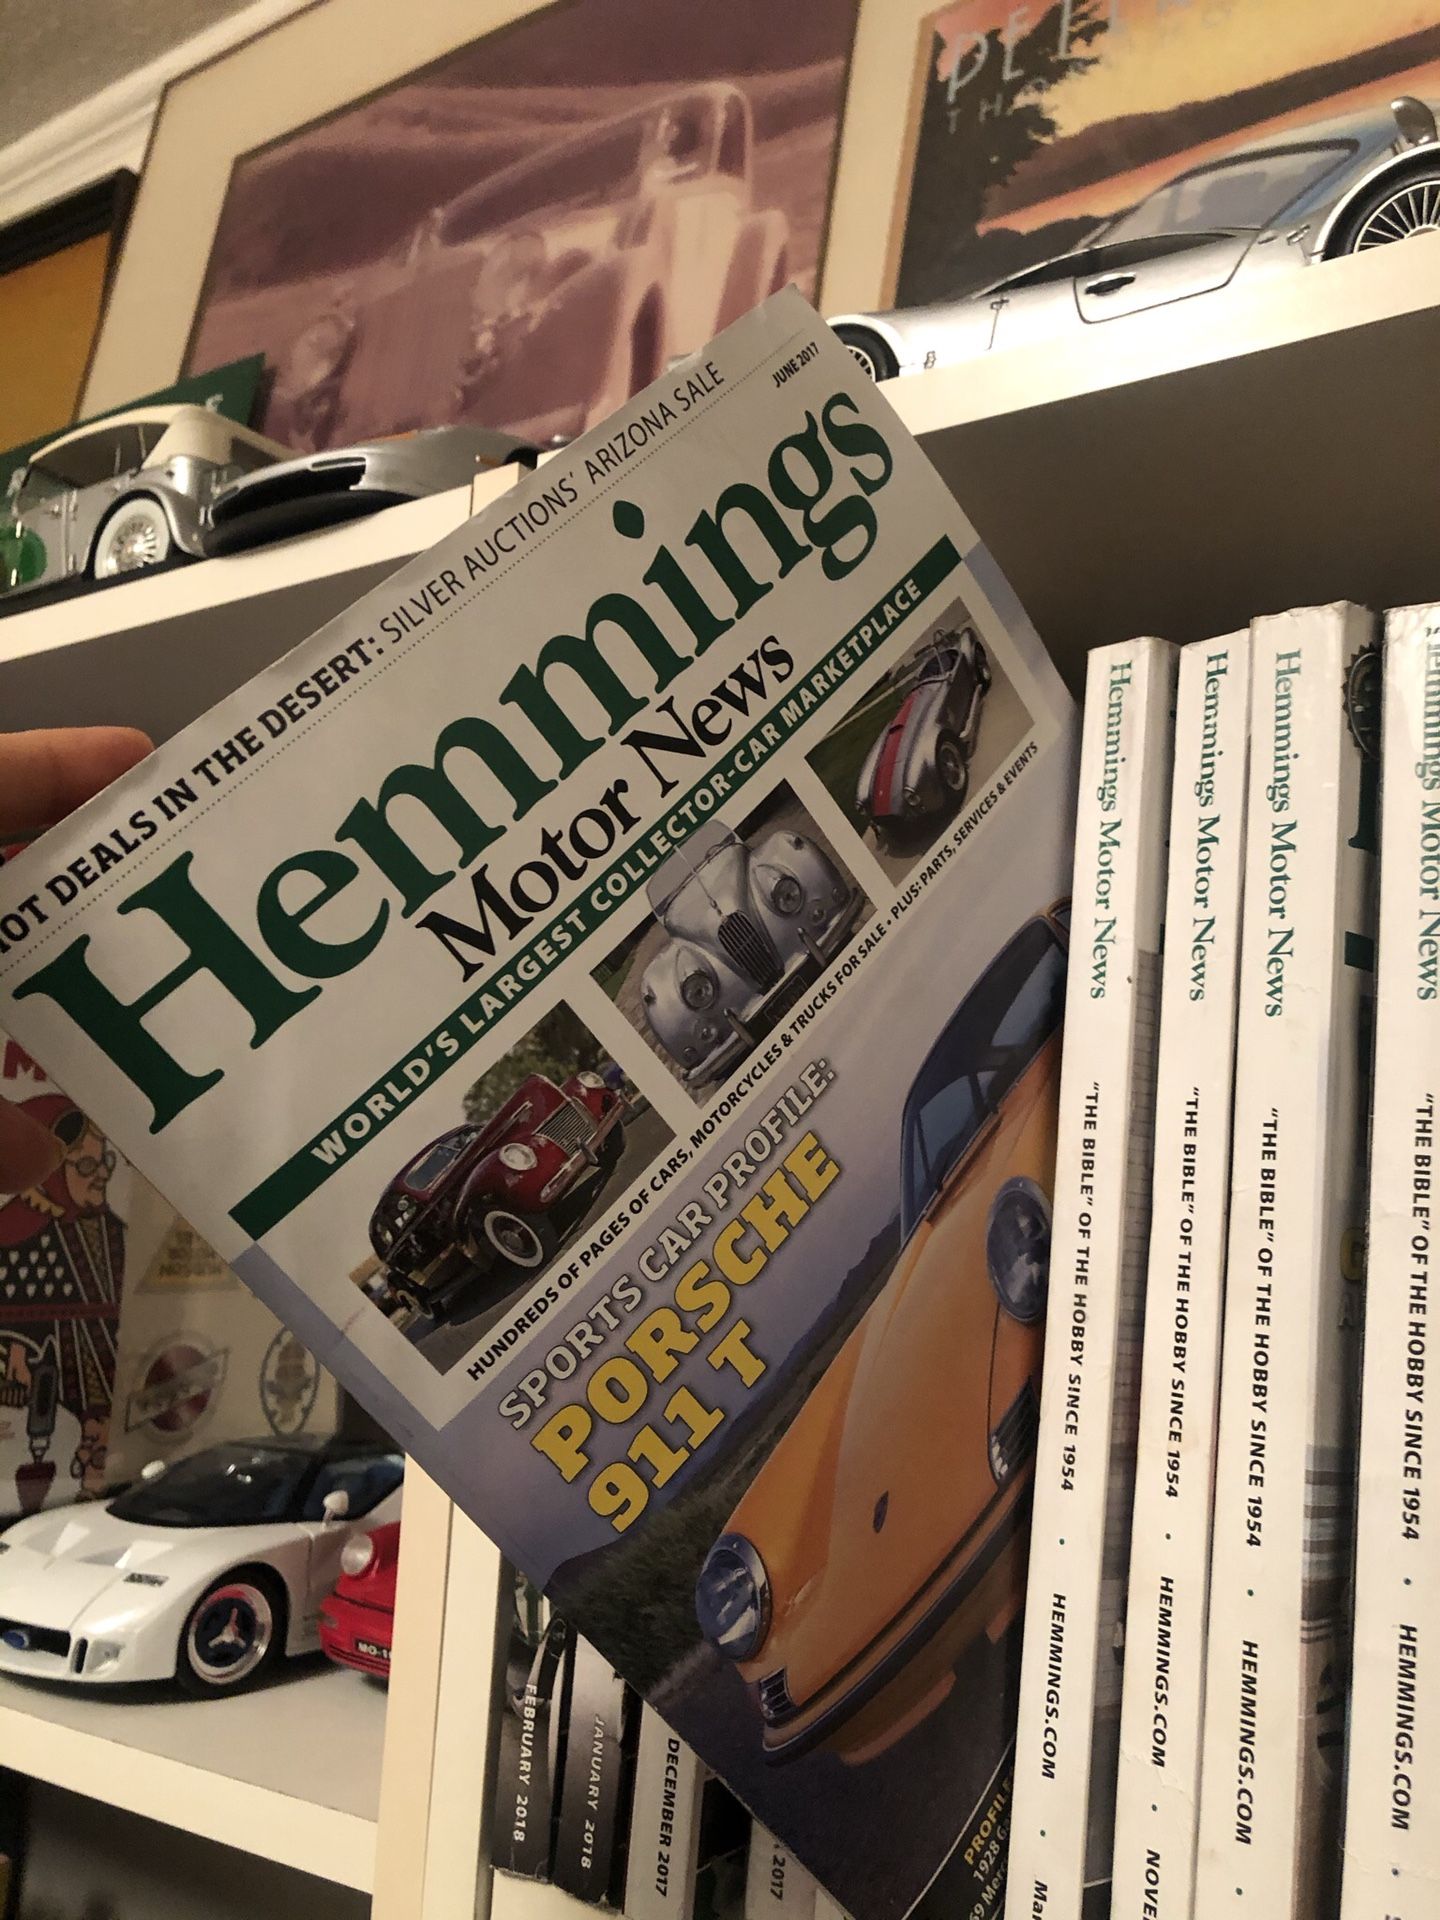 JUNE 2017
HOT DEALS IN THE DESERT: SILVER AUCTIONS' ARIZONA SALE
Hemmings
Motor News
WORLD'S LARGEST COLLECTOR-CAR MARKETPLACE
HUNDREDS OF PAGES OF CARS, MOTORCYCLES & TRUCKS FOR SALE • PLUS: PARTS, SERVICES & EVENTS
SPORTS CAR PROFILE:
PORSCHE
911 T
1928
Hemmings Motor News "THE BIBLE" OF THE HOBBY SINCE 1954 • HEMMINGS.COM •
Hemmings Motor News "THE BIBLE" OF THE HOBBY SINCE 1954 • HEMMINGS.COM •
Hemmings Motor News "THE BIBLE" OF THE HOBBY SINCE 1954 • HEMMINGS.COM •
Hemmings Motor News "THE BIBLE" OF THE HOBBY SINCE 1954 • HEMMINGS.COM •
FEBRUARY 2018
JANUARY 2018
DECEMBER 2017
2017